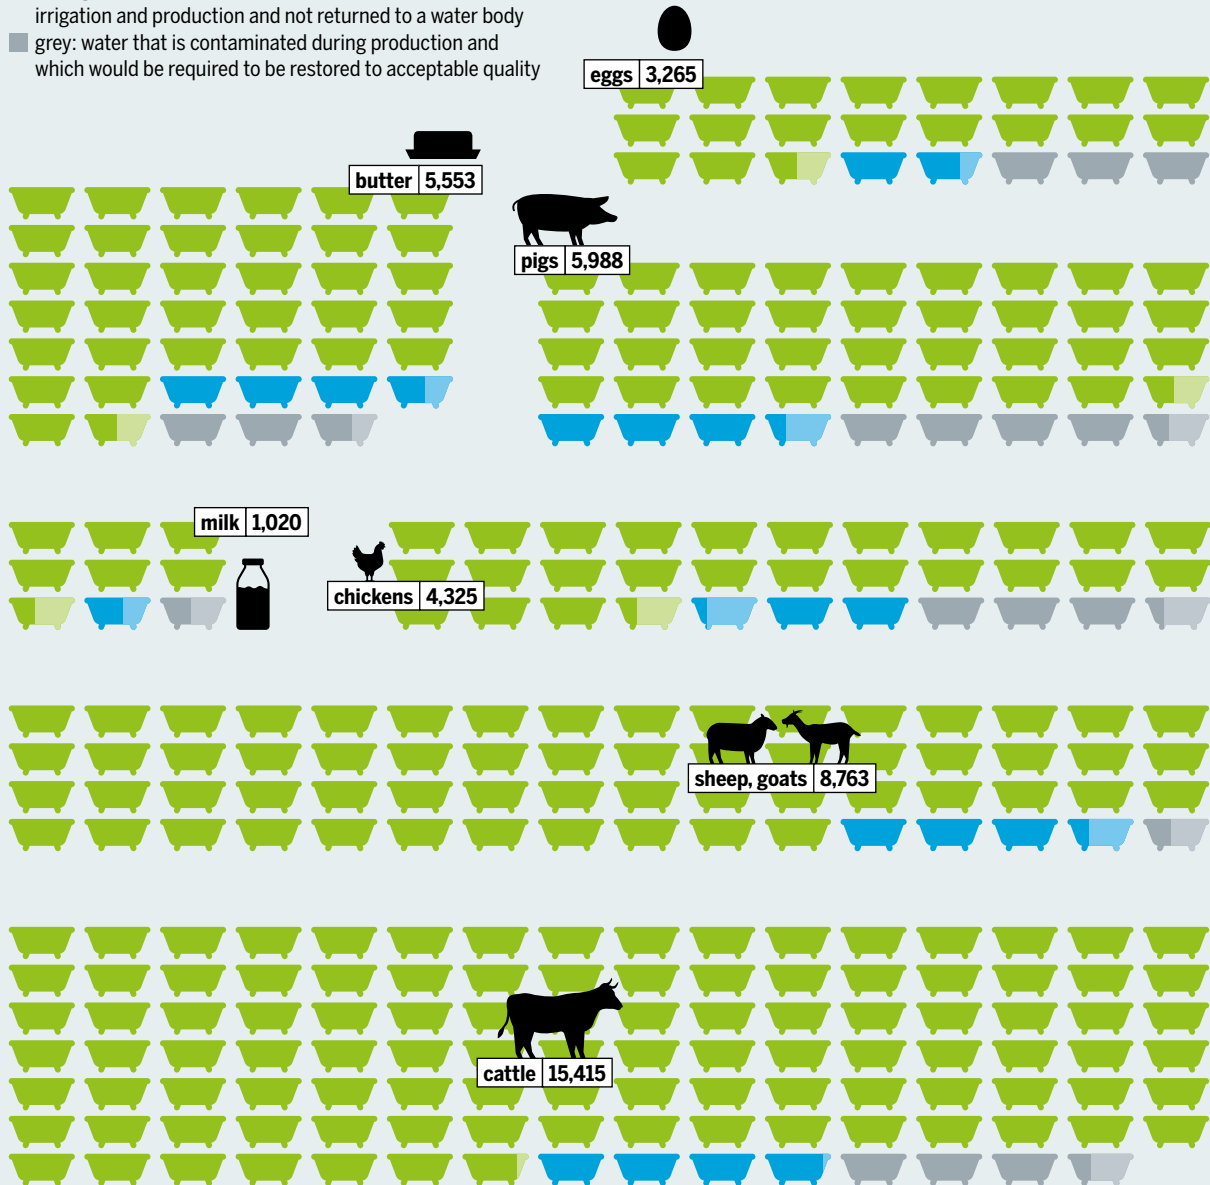 irrigation and production and not returned to a water body
grey: water that is contaminated during production and
which would be required to be restored to acceptable quality
eggs 3,265
butter 5,553
pigs 5,988
milk 1,020
chickens 4,325
sheep, goats 8,763
cattle 15,415